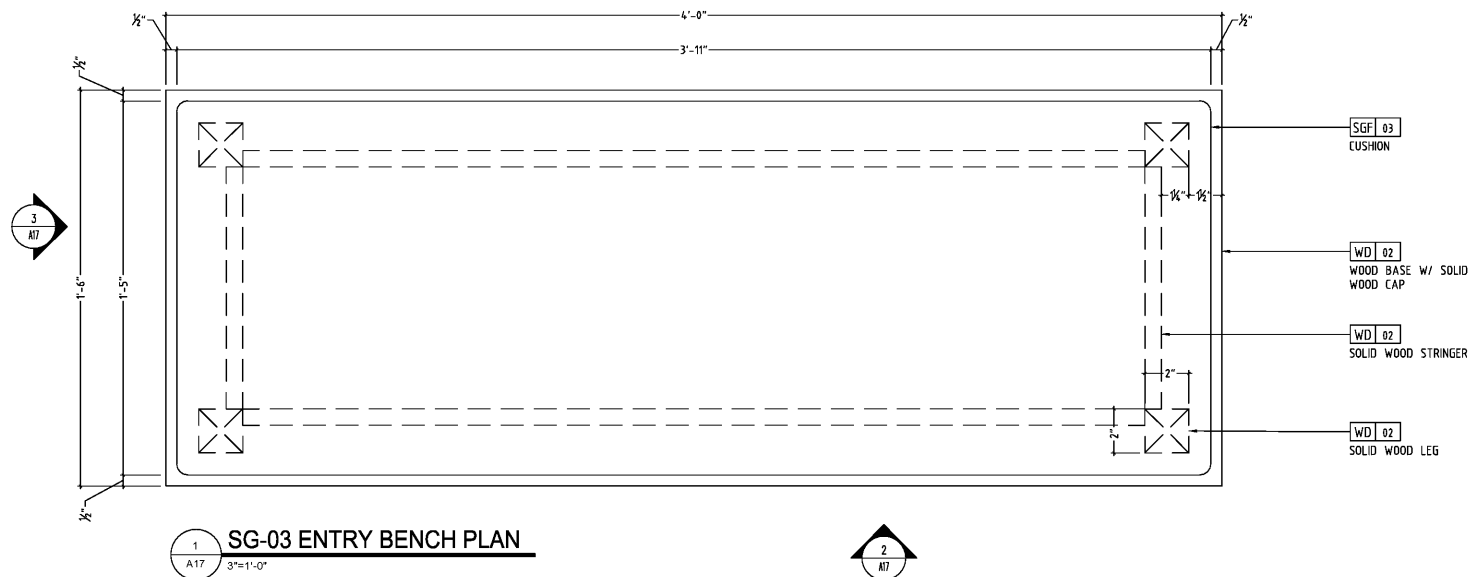 ½"
4'-0"
½"
3'-11"
½"
SGF 03
CUSHION
1¼"
1½"
3
A17
1'-6"
1'-5"
WD 02
WOOD BASE W/ SOLID
WOOD CAP
WD 02
SOLID WOOD STRINGER
2"
2"
WD 02
SOLID WOOD LEG
½"
1
A17
SG-03 ENTRY BENCH PLAN
3"=1'-0"
2
A17